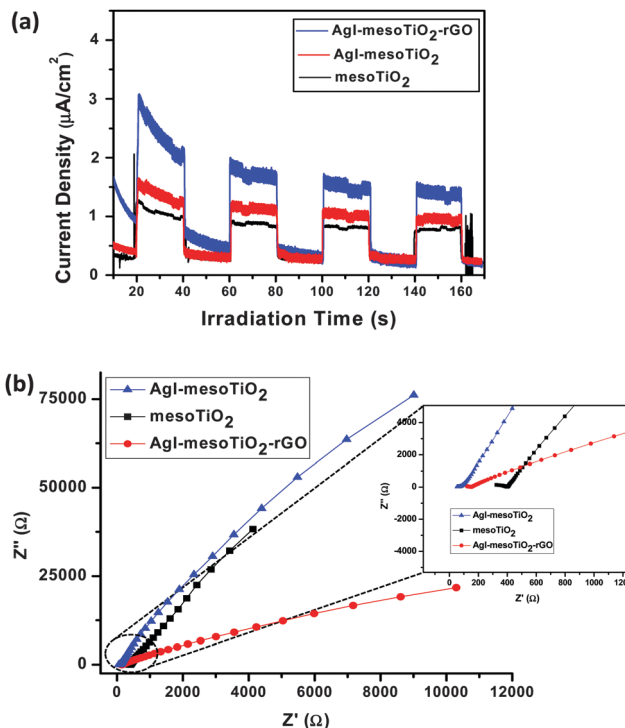 (a)
AgI-mesoTiO2-rGO
AgI-mesoTiO2
mesoTiO2
Current Density (μA/cm2)
4
3
2
1
0
20 40 60 80 100 120 140 160
Irradiation Time (s)
(b)
AgI-mesoTiO2
mesoTiO2
AgI-mesoTiO2-rGO
Z'' (Ω)
75000
50000
25000
0
0 2000 4000 6000 8000 10000 12000
Z' (Ω)
Z'' (Ω)
4000
2000
0
-2000
-4000
AgI-mesoTiO2
mesoTiO2
AgI-mesoTiO2-rGO
0 200 400 600 800 1000 1200
Z' (Ω)